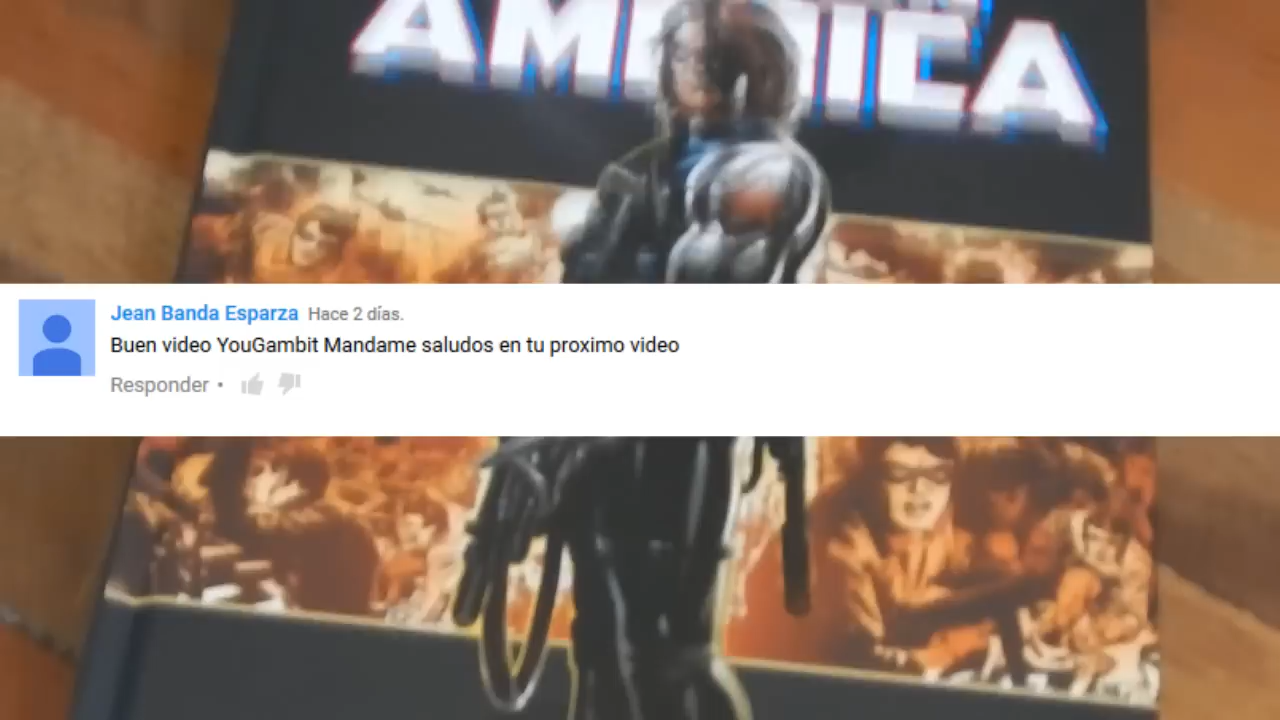 AMERICA
Jean Banda Esparza Hace 2 días.
Buen video YouGambit Mandame saludos en tu proximo video
Responder •